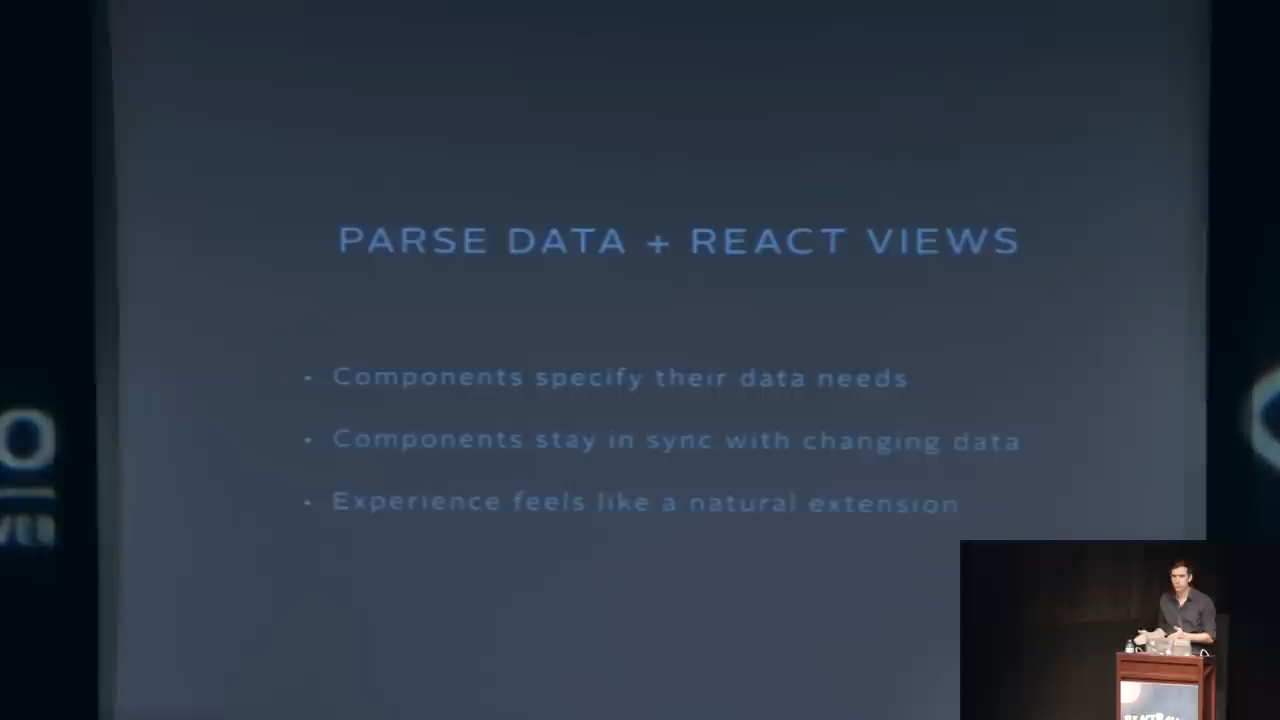 PARSE DATA + REACT VIEWS
• Components specify their data needs
• Components stay in sync with changing data
• Experience feels like a natural extension